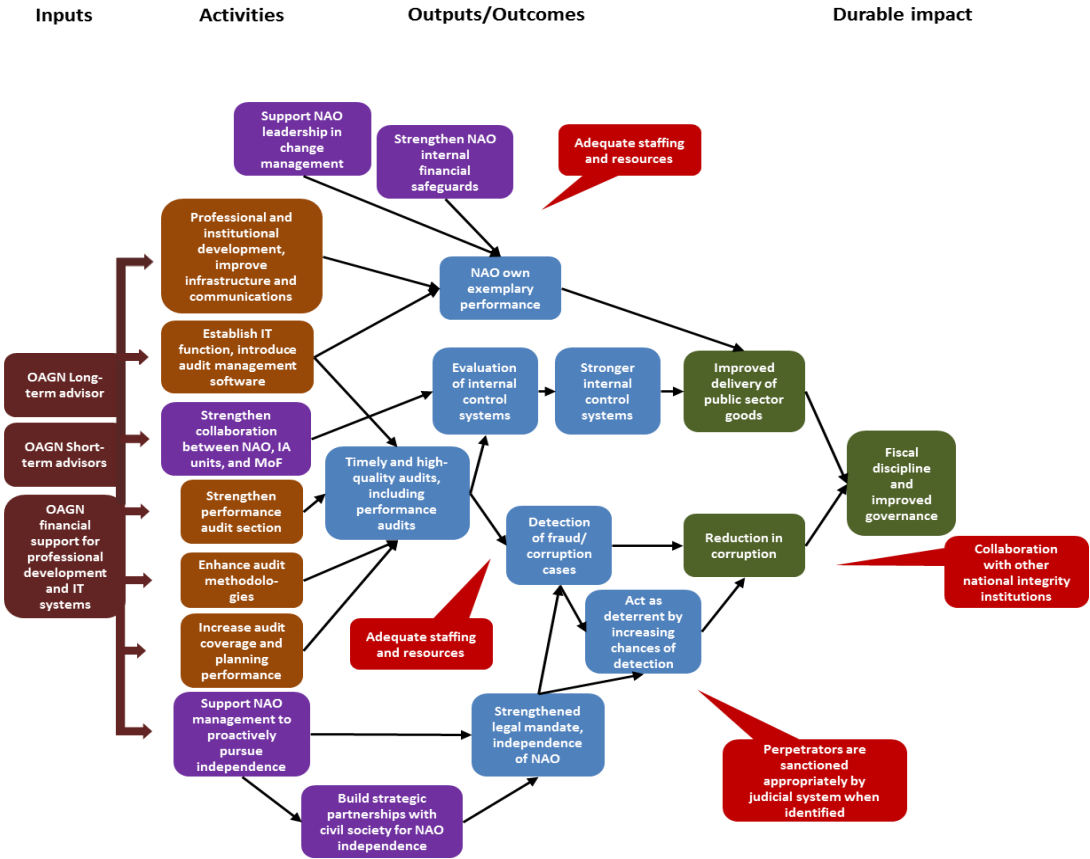 Inputs
Activities
Outputs/Outcomes
Durable impact
Support NAO
leadership in
change
management
Strengthen NAO
internal
financial
safeguards
Adequate staffing
and resources
Professional and
institutional
development,
improve
infrastructure and
communications
NAO own
exemplary
performance
Establish IT
function, introduce
audit management
software
OAGN Long-
term advisor
Evaluation
of internal
control
systems
Stronger
internal
control
systems
Improved
delivery of
public sector
goods
Strengthen
collaboration
between NAO, IA
units, and MoF
OAGN Short-
term advisors
Timely and high-
quality audits,
including
performance
audits
Fiscal
discipline
and
improved
governance
Strengthen
performance
audit section
OAGN
financial
support for
professional
development
and IT
systems
Detection
of fraud/
corruption
cases
Reduction in
corruption
Collaboration
with other
national integrity
institutions
Enhance audit
methodolo-
gies
Act as
deterrent by
increasing
chances of
detection
Increase audit
coverage and
planning
performance
Adequate staffing
and resources
Support NAO
management to
proactively
pursue
independence
Strengthened
legal mandate,
independence
of NAO
Perpetrators are
sanctioned
appropriately by
judicial system when
identified
Build strategic
partnerships with
civil society for NAO
independence